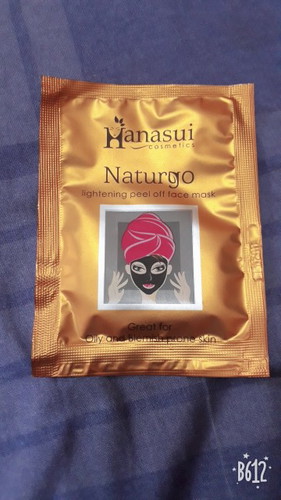 Hanasui
cosmetics
Naturgo
lightening peel off face mask
Great for
Oily and blemish prone skin
B612